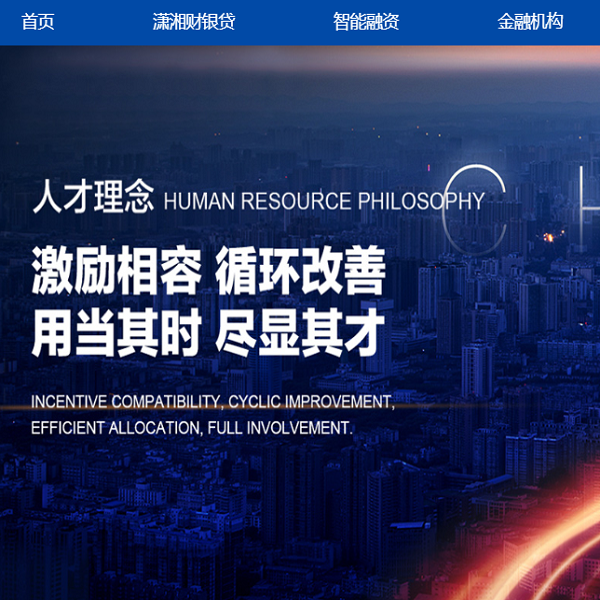 首页 潇湘财银贷 智能融资 金融机构
人才理念 HUMAN RESOURCE PHILOSOPHY
C H
激励相容 循环改善
用当其时 尽显其才
INCENTIVE COMPATIBILITY, CYCLIC IMPROVEMENT,
EFFICIENT ALLOCATION, FULL INVOLVEMENT.